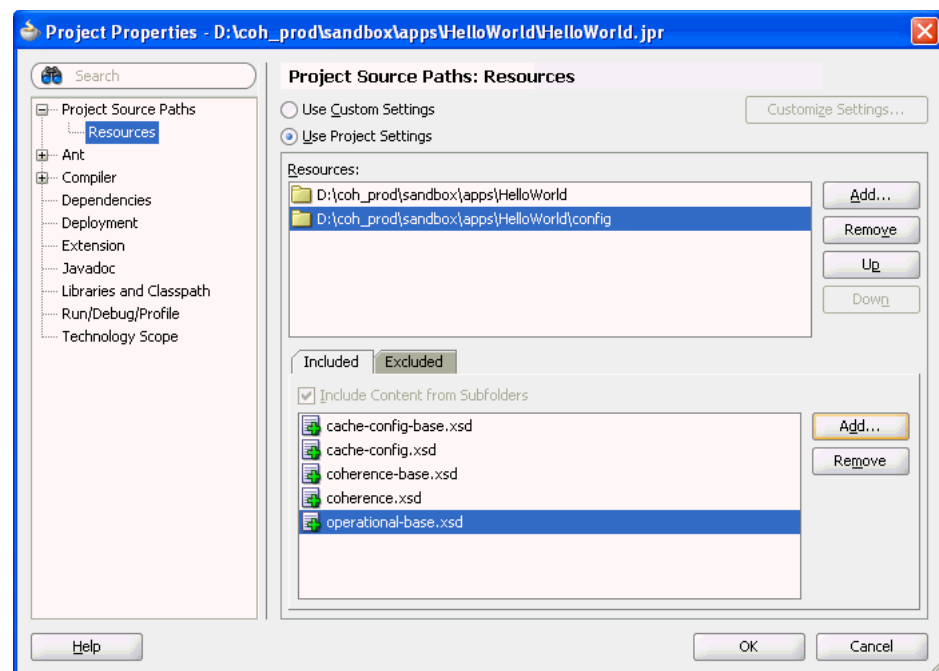 Project Properties - D:\coh_prod\sandbox\apps\HelloWorld\HelloWorld.jpr
Search
Project Source Paths
Resources
Ant
Compiler
Dependencies
Deployment
Extension
Javadoc
Libraries and Classpath
Run/Debug/Profile
Technology Scope
Project Source Paths: Resources
Use Custom Settings
Customize Settings...
Use Project Settings
Resources:
D:\coh_prod\sandbox\apps\HelloWorld
D:\coh_prod\sandbox\apps\HelloWorld\config
Add...
Remove
Up
Down
Included
Excluded
Include Content from Subfolders
cache-config-base.xsd
cache-config.xsd
coherence-base.xsd
coherence.xsd
operational-base.xsd
Add...
Remove
Help
OK
Cancel